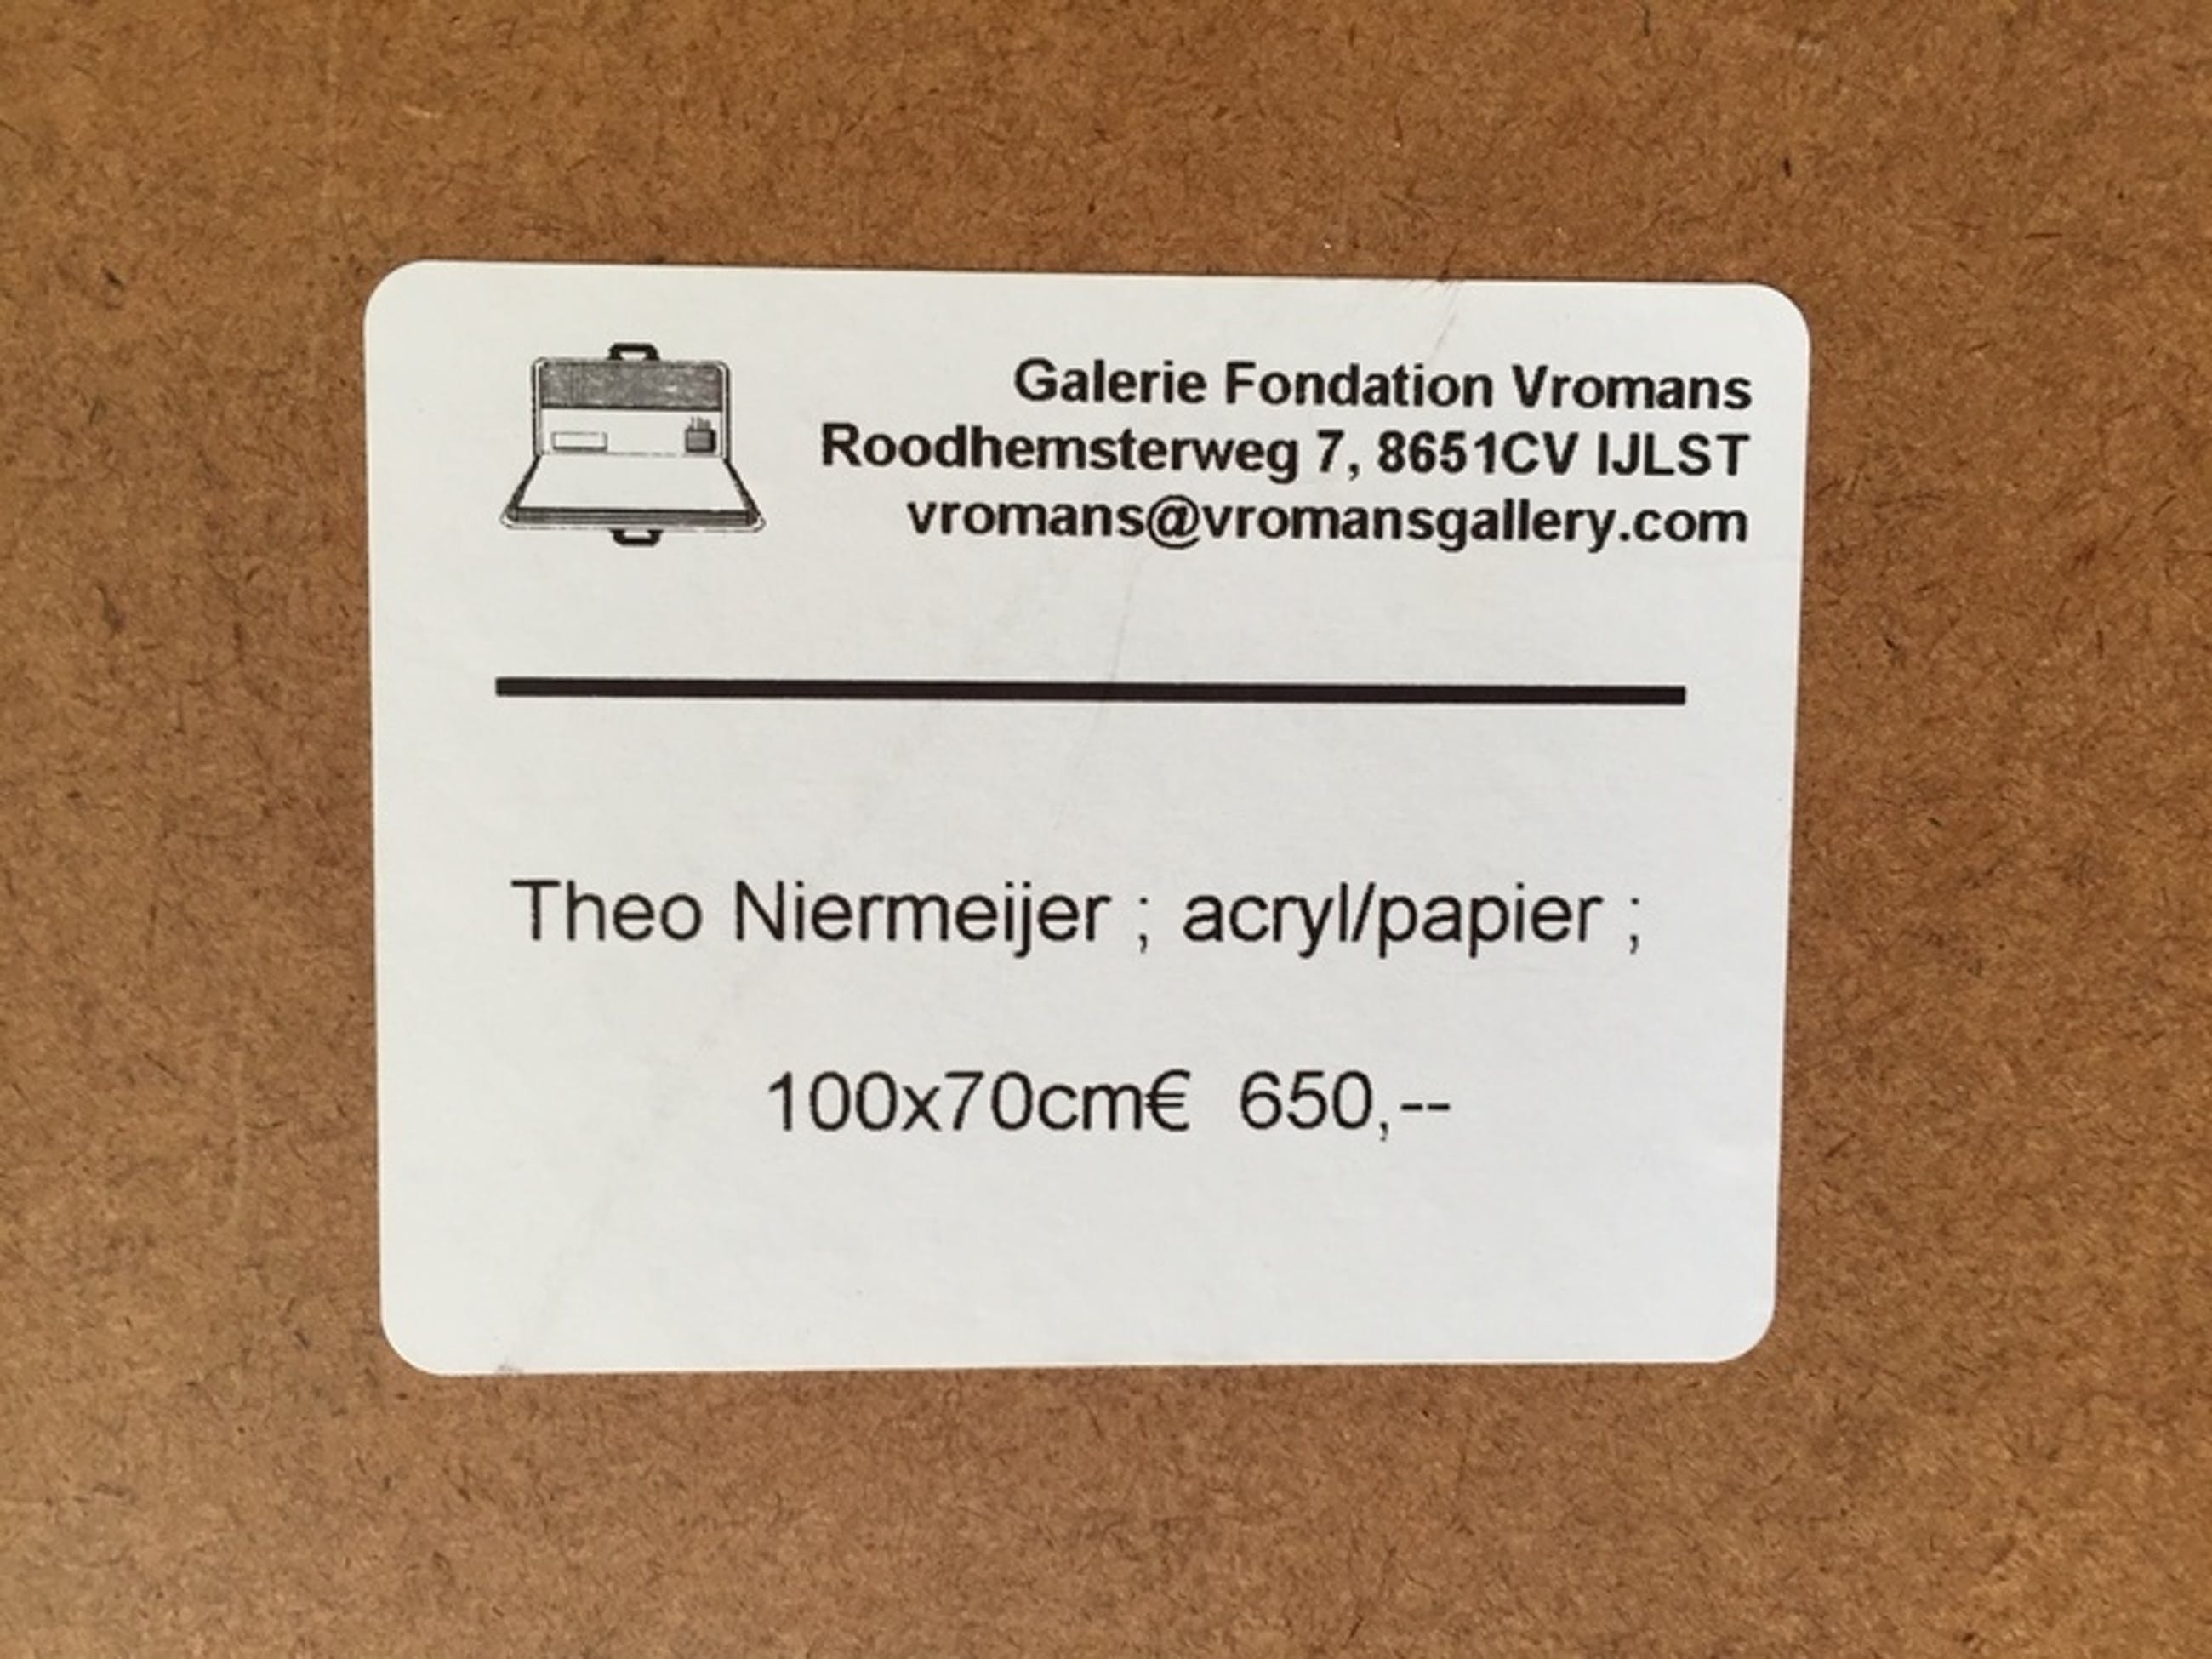 Galerie Fondation Vromans
Roodhemsterweg 7, 8651CV IJLST
vromans@vromansgallery.com
Theo Niermeijer ; acryl/papier ;
100x70cm€ 650,--